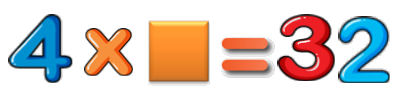 4 × □ = 32